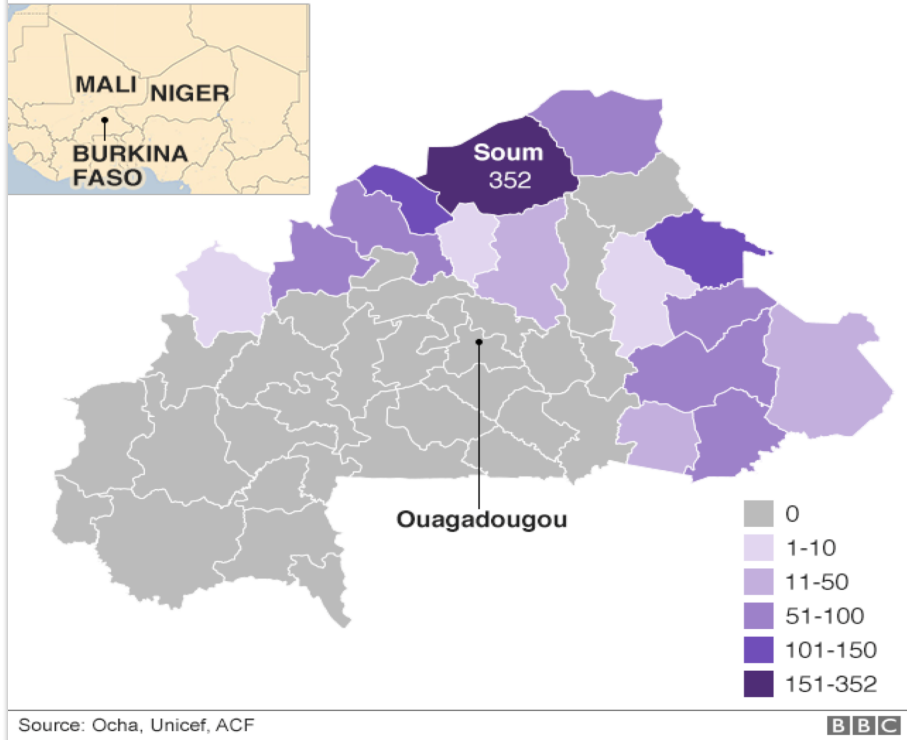 MALI
NIGER
BURKINA
FASO
Soum
352
Ouagadougou
0
1-10
11-50
51-100
101-150
151-352
Source: Ocha, Unicef, ACF
BBC